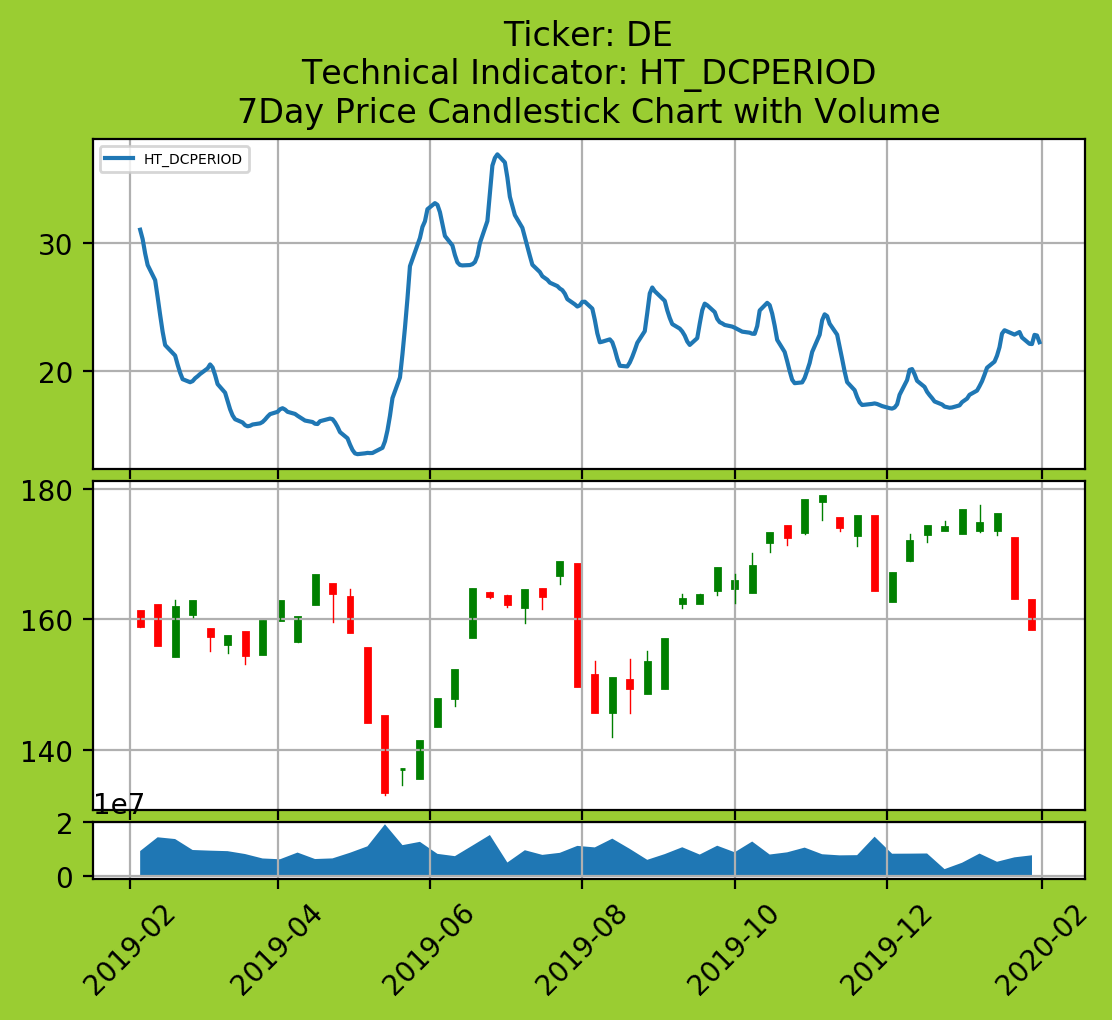 Ticker: DE
Technical Indicator: HT_DCPERIOD
7Day Price Candlestick Chart with Volume
HT_DCPERIOD
30
20
180
160
140
1e7
2
0
2019-02
2019-04
2019-06
2019-08
2019-10
2019-12
2020-02